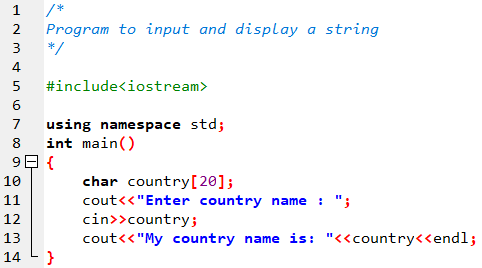 1 /*
2 Program to input and display a string
3 */
4
5 #include<iostream>
6
7 using namespace std;
8 int main()
9 {
10 char country[20];
11 cout<<"Enter country name : ";
12 cin>>country;
13 cout<<"My country name is: "<<country<<endl;
14 }